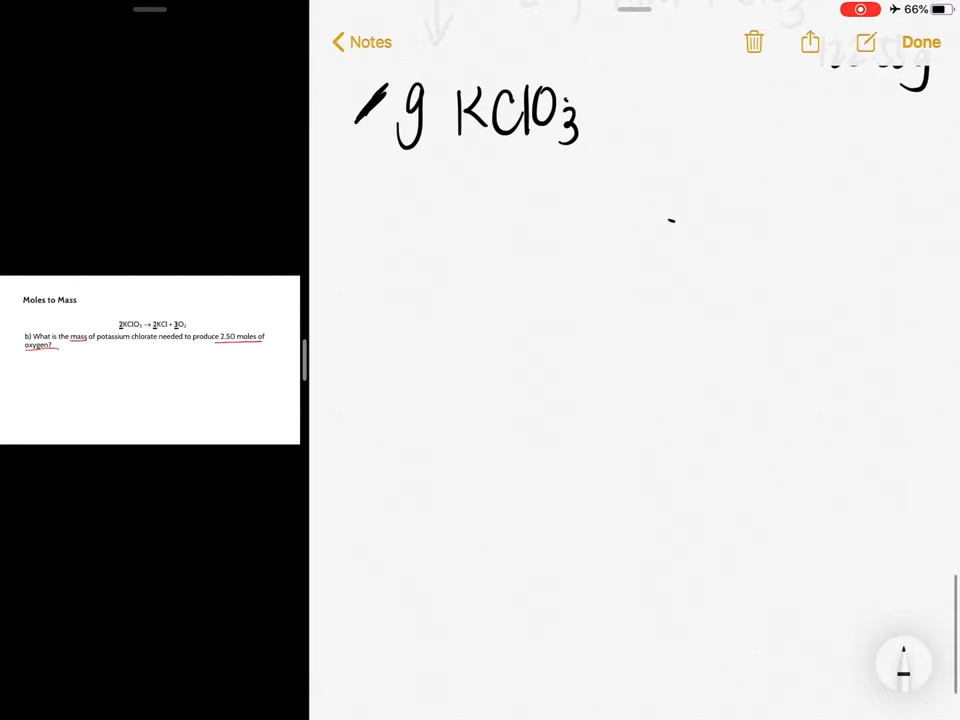 66%
Notes
Done
g KClO3
Moles to Mass
2KClO₃ → 2KCl + 3O₂
b) What is the mass of potassium chlorate needed to produce 2.50 moles of
oxygen?